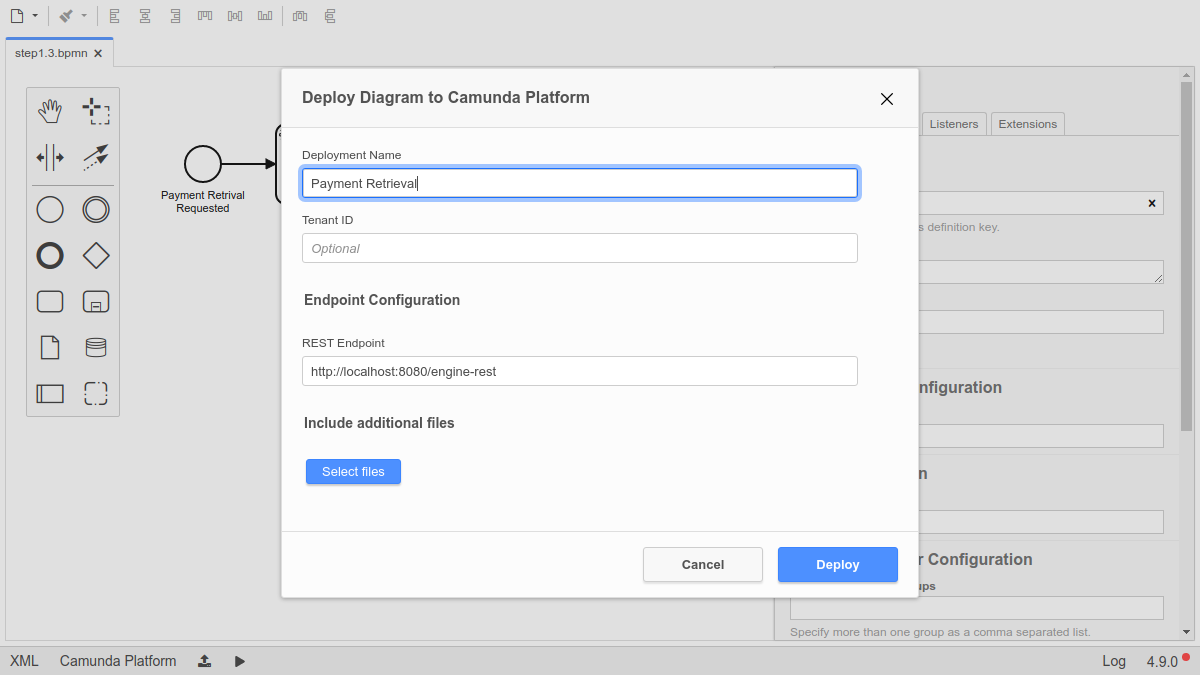 step1.3.bpmn
Deploy Diagram to Camunda Platform
Deployment Name
Payment Retrieval
Tenant ID
Optional
Endpoint Configuration
REST Endpoint
http://localhost:8080/engine-rest
Include additional files
Select files
Cancel
Deploy
Payment Retrival
Requested
Listeners
Extensions
s definition key.
nfiguration
n
r Configuration
ups
Specify more than one group as a comma separated list.
XML
Camunda Platform
Log
4.9.0